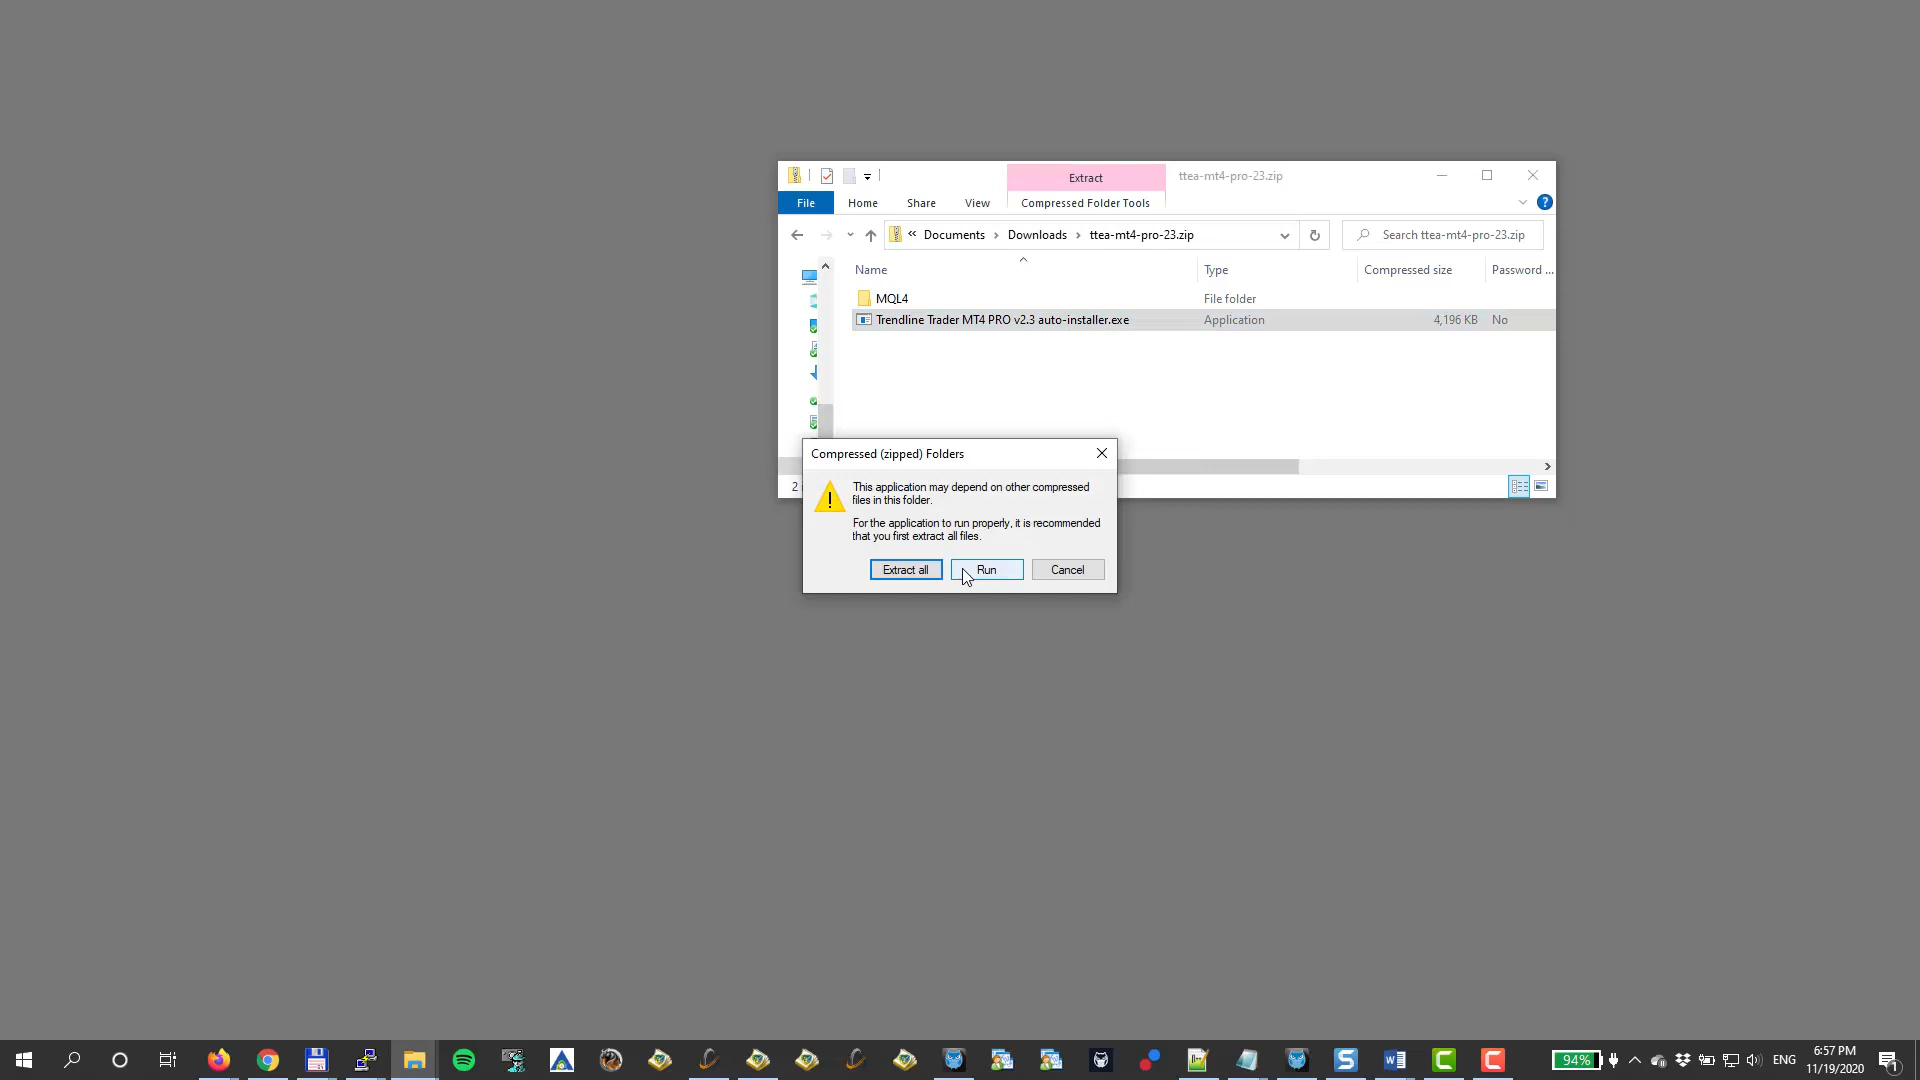 Extract
ttea-mt4-pro-23.zip
File
Home
Share
View
Compressed Folder Tools
?
« Documents › Downloads › ttea-mt4-pro-23.zip
Search ttea-mt4-pro-23.zip
Name
Type
Compressed size
Password ...
MQL4
File folder
Trendline Trader MT4 PRO v2.3 auto-installer.exe
Application
4,196 KB
No
2
Compressed (zipped) Folders
This application may depend on other compressed
files in this folder.
For the application to run properly, it is recommended
that you first extract all files.
Extract all
Run
Cancel
94%
ENG
6:57 PM
11/19/2020
1